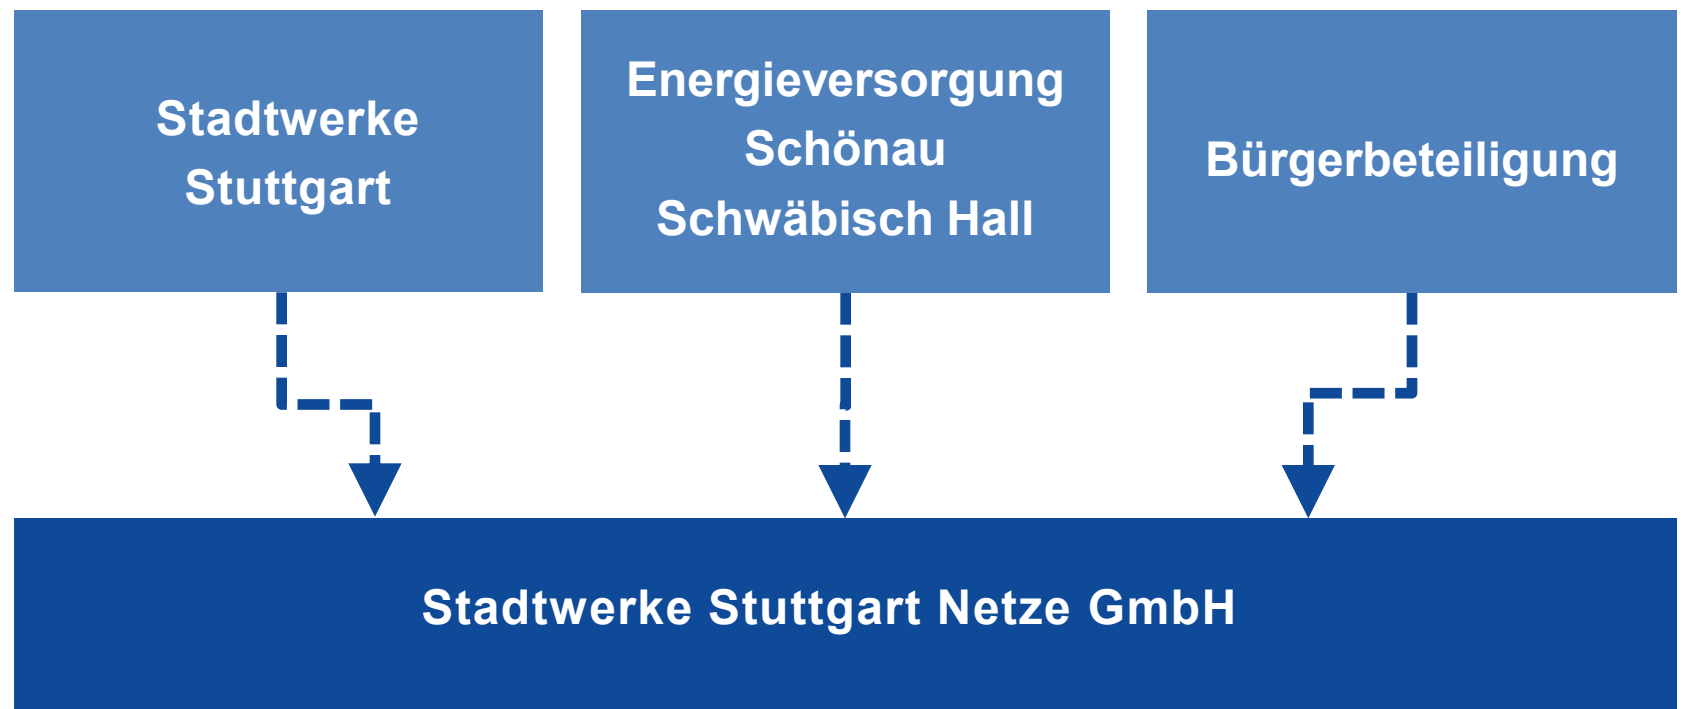 Stadtwerke
Stuttgart
Energieversorgung
Schönau
Schwäbisch Hall
Bürgerbeteiligung
Stadtwerke Stuttgart Netze GmbH